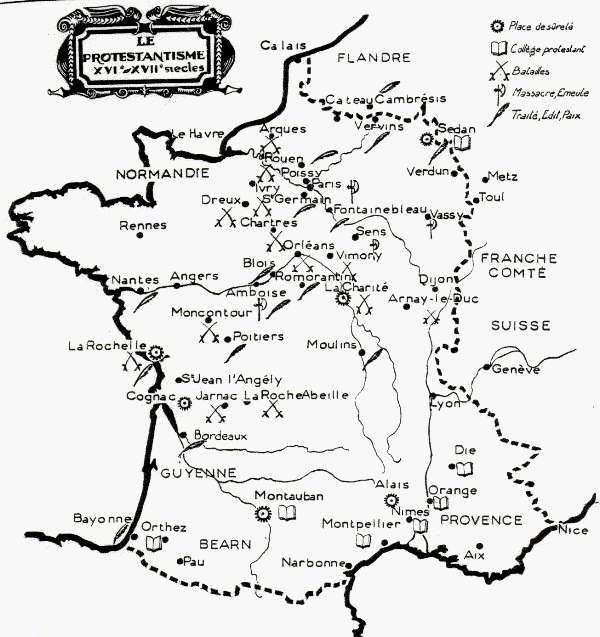 LE
PROTESTANTISME
XVIe-XVIIe siecles
Place de sûreté
Collège protestant
Batailles
Massacre, Emeute
Traité, Edit, Paix
Calais
FLANDRE
Cateau Cambrésis
Vervins
Sedan
Le Havre
Arques
Rouen
NORMANDIE
Poissy
Paris
Verdun
Metz
Ivry
Toul
Dreux
St Germain
Fontainebleau
Vassy
Rennes
Chartres
Sens
Orléans
Vimory
FRANCHE
COMTÉ
Blois
Romorantin
Dijon
Nantes
Angers
Amboise
La Charité
Arnay-le-Duc
Moncontour
SUISSE
La Rochelle
Poitiers
Moulins
Genève
St Jean l'Angély
Cognac
Jarnac
La Roche Abeille
Lyon
Bordeaux
Die
GUYENNE
Alais
Orange
Montauban
Nimes
Bayonne
Orthez
Montpellier
PROVENCE
Nice
BEARN
Pau
Narbonne
Aix